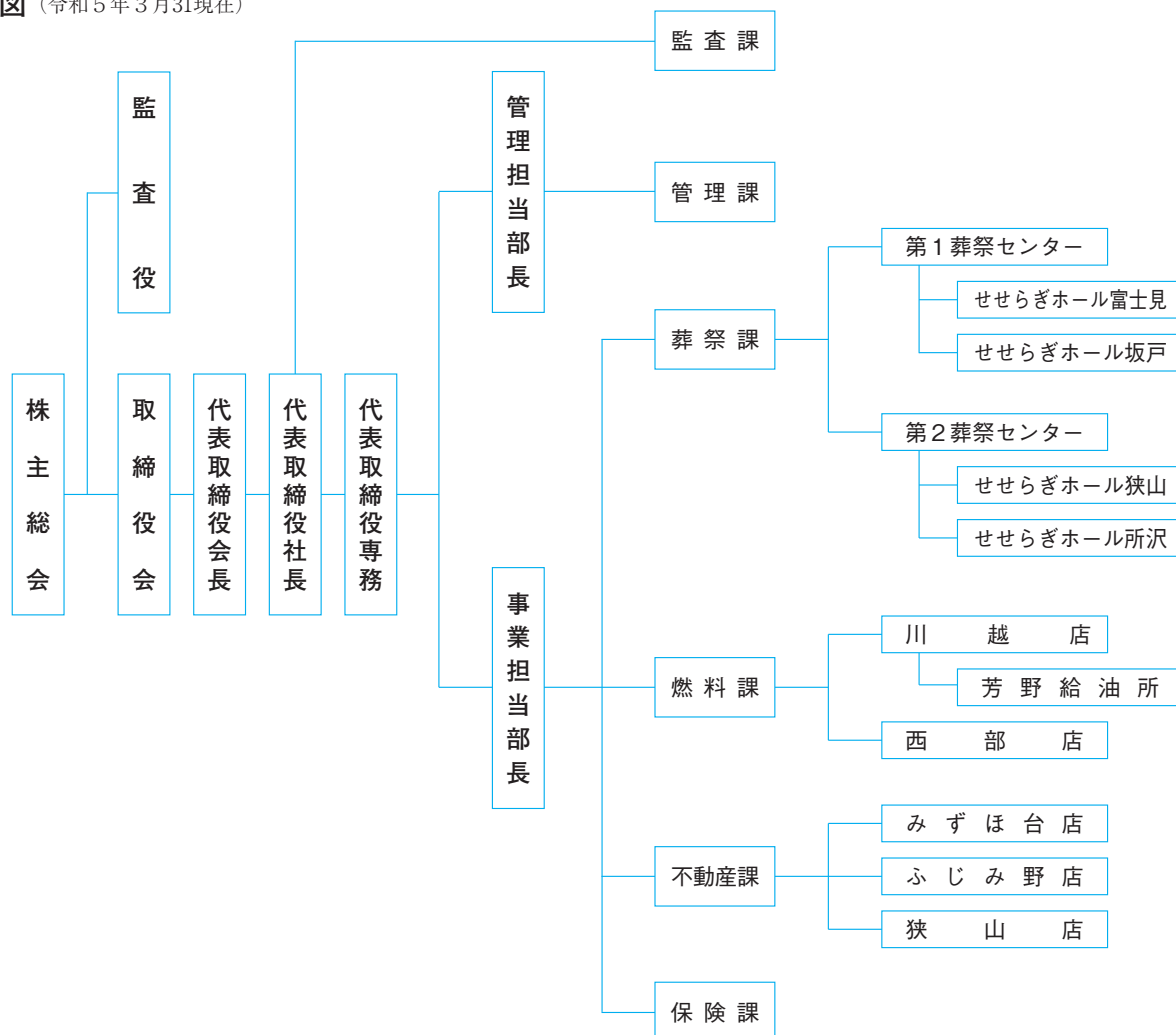 図（令和５年３月31現在）
監査課
監査役
管理担当部長
管理課
第１葬祭センター
せせらぎホール富士見
葬祭課
せせらぎホール坂戸
株主総会
取締役会
代表取締役会長
代表取締役社長
代表取締役専務
第２葬祭センター
せせらぎホール狭山
せせらぎホール所沢
事業担当部長
川越店
燃料課
芳野給油所
西部店
みずほ台店
不動産課
ふじみ野店
狭山店
保険課